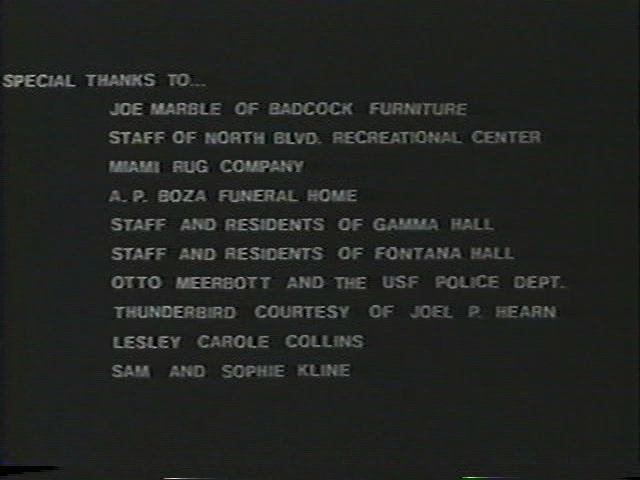 SPECIAL THANKS TO...
JOE MARBLE OF BADCOCK FURNITURE
STAFF OF NORTH BLVD. RECREATIONAL CENTER
MIAMI RUG COMPANY
A. P. BOZA FUNERAL HOME
STAFF AND RESIDENTS OF GAMMA HALL
STAFF AND RESIDENTS OF FONTANA HALL
OTTO MEERBOTT AND THE USF POLICE DEPT.
THUNDERBIRD COURTESY OF JOEL P. HEARN
LESLEY CAROLE COLLINS
SAM AND SOPHIE KLINE